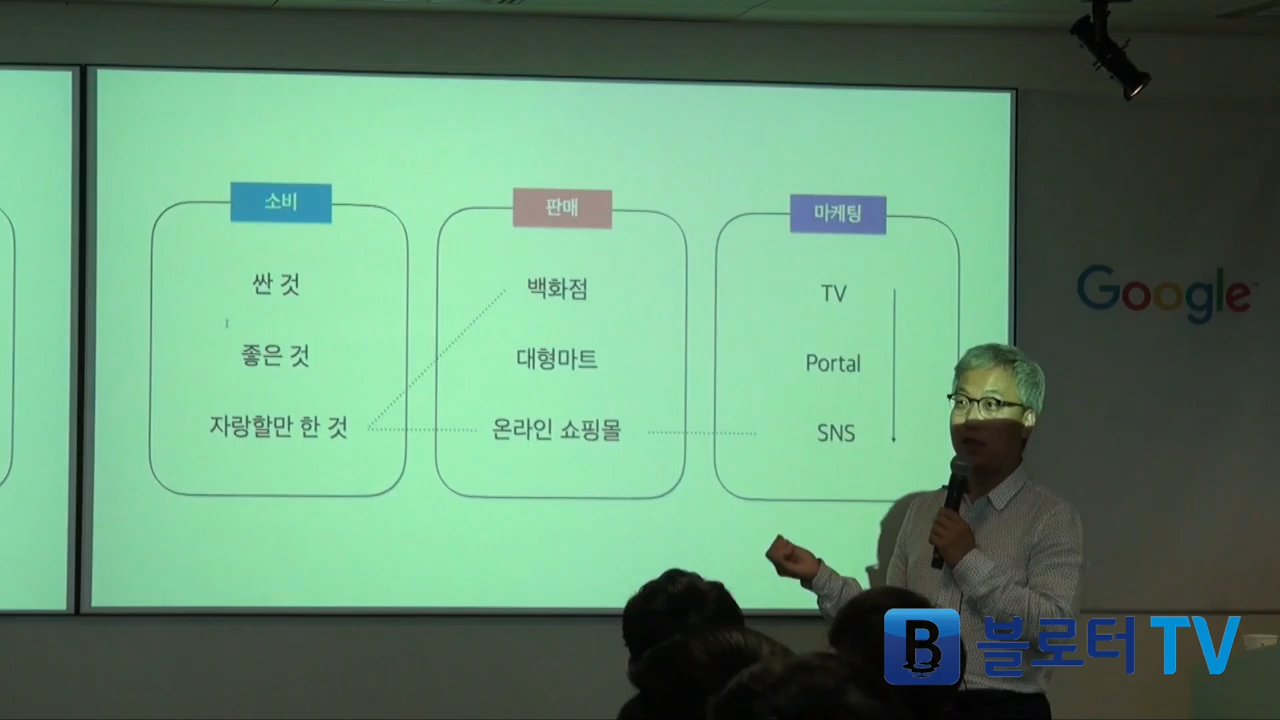 소비
싼 것
좋은 것
자랑할만 한 것
판매
백화점
대형마트
온라인 쇼핑몰
마케팅
TV
Portal
SNS
Google
B 블로터TV